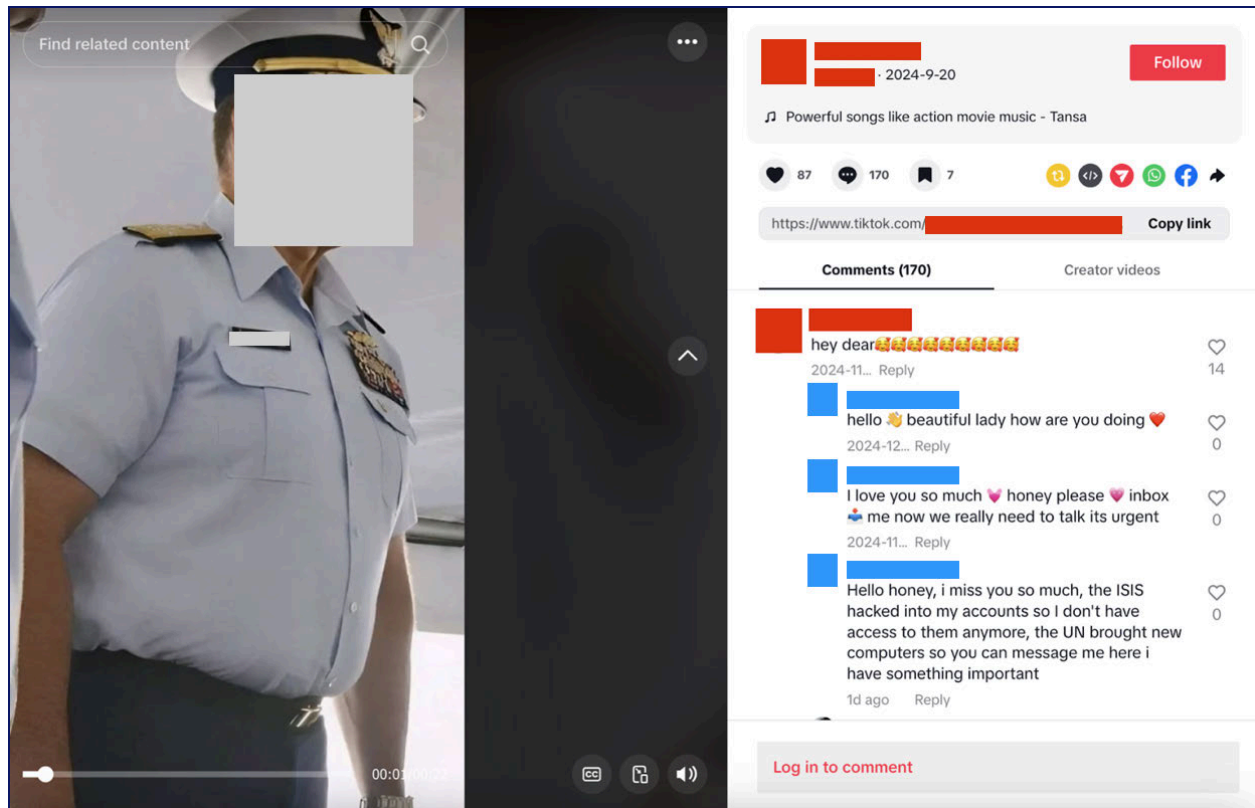 Find related content
00:01/00:22
CC
· 2024-9-20
Follow
Powerful songs like action movie music - Tansa
87
170
7
https://www.tiktok.com/
Copy link
Comments (170)
Creator videos
hey dear🥰🥰🥰🥰🥰🥰🥰🥰🥰
2024-11... Reply
14
hello 👋 beautiful lady how are you doing ❤️
2024-12... Reply
0
I love you so much 💓 honey please 💗 inbox
📥 me now we really need to talk its urgent
2024-11... Reply
0
Hello honey, i miss you so much, the ISIS
hacked into my accounts so I don't have
access to them anymore, the UN brought new
computers so you can message me here i
have something important
1d ago Reply
0
Log in to comment